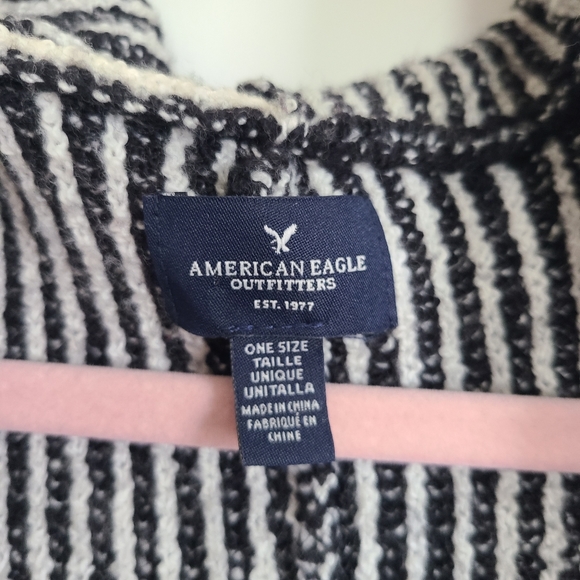 AMERICAN EAGLE
OUTFITTERS
EST. 1977
ONE SIZE
TAILLE
UNIQUE
UNITALLA
MADE IN CHINA
FABRIQUÉ EN
CHINE